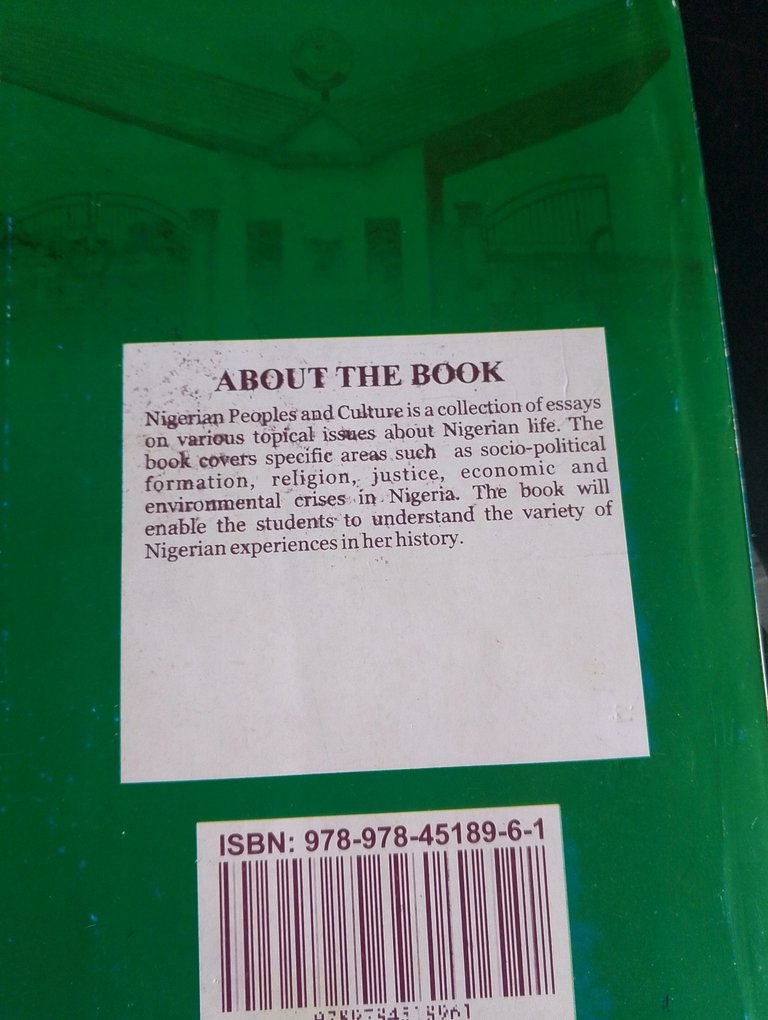 ABOUT THE BOOK
Nigerian Peoples and Culture is a collection of essays
on various topical issues about Nigerian life. The
book covers specific areas such as socio-political
formation, religion, justice, economic and
environmental crises in Nigeria. The book will
enable the students to understand the variety of
Nigerian experiences in her history.
ISBN: 978-978-45189-6-1